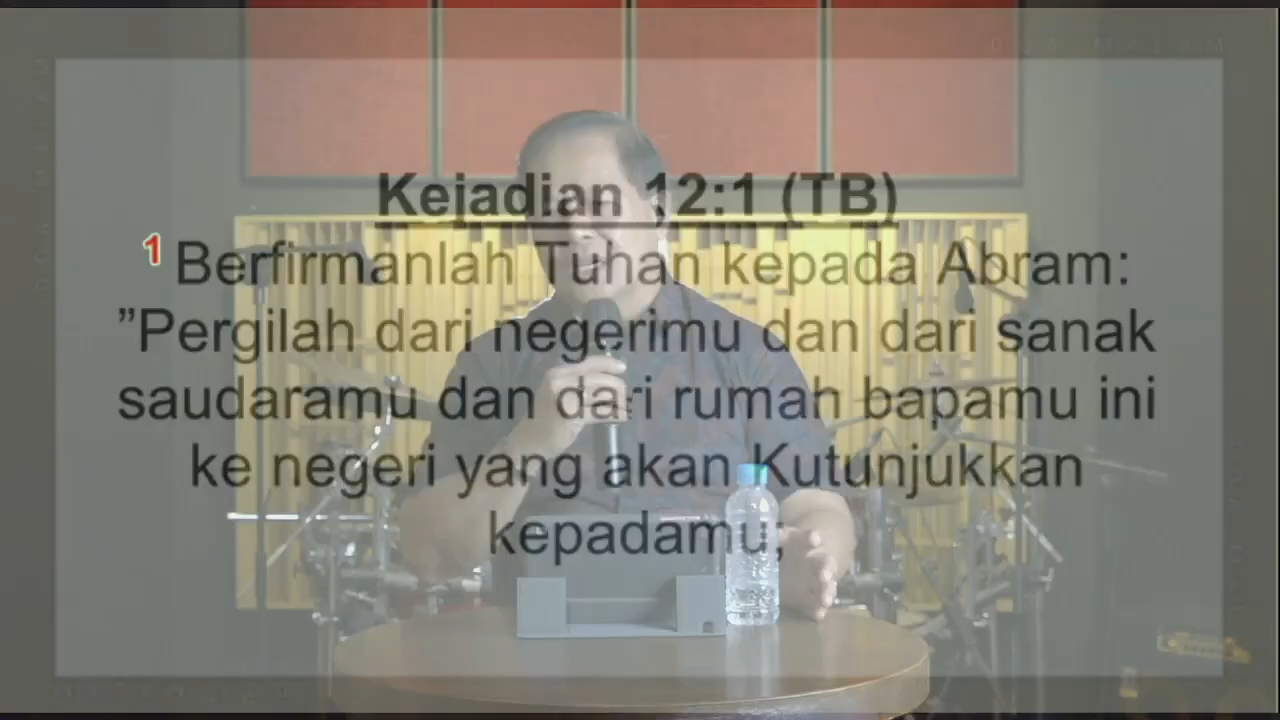 Kejadian 12:1 (TB)
1 Berfirmanlah Tuhan kepada Abram:
”Pergilah dari negerimu dan dari sanak
saudaramu dan dari rumah bapamu ini
ke negeri yang akan Kutunjukkan
kepadamu;